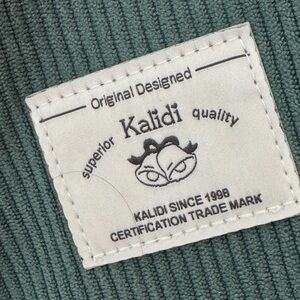 Original Designed
Kalidi
superior quality
KALIDI SINCE 1998
CERTIFICATION TRADE MARK